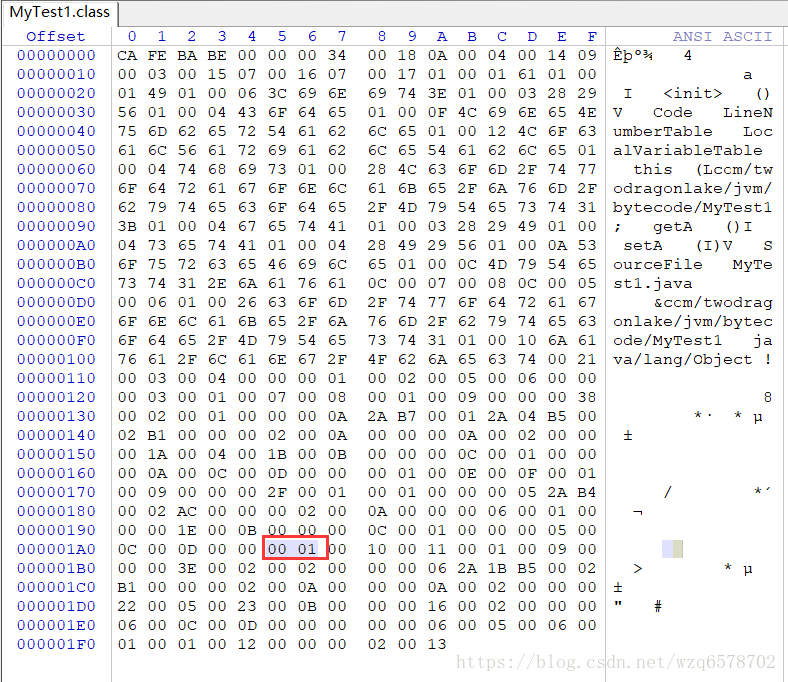 MyTest1.class
Offset 0 1 2 3 4 5 6 7 8 9 A B C D E F ANSI ASCII
00000000 CA FE BA BE 00 00 00 34 00 18 0A 00 04 00 14 09 Êþº¾ 4
00000010 00 03 00 15 07 00 16 07 00 17 01 00 01 61 01 00 a
00000020 01 49 01 00 06 3C 69 6E 69 74 3E 01 00 03 28 29 I <init> ()
00000030 56 01 00 04 43 6F 64 65 01 00 0F 4C 69 6E 65 4E V Code LineN
00000040 75 6D 62 65 72 54 61 62 6C 65 01 00 12 4C 6F 63 umberTable Loc
00000050 61 6C 56 61 72 69 61 62 6C 65 54 61 62 6C 65 01 alVariableTable
00000060 00 04 74 68 69 73 01 00 28 4C 63 6F 6D 2F 74 77 this (Lccm/tw
00000070 6F 64 72 61 67 6F 6E 6C 61 6B 65 2F 6A 76 6D 2F odragonlake/jvm/
00000080 62 79 74 65 63 6F 64 65 2F 4D 79 54 65 73 74 31 bytecode/MyTest1
00000090 3B 01 00 04 67 65 74 41 01 00 03 28 29 49 01 00 ; getA ()I
000000A0 04 73 65 74 41 01 00 04 28 49 29 56 01 00 0A 53 setA (I)V S
000000B0 6F 75 72 63 65 46 69 6C 65 01 00 0C 4D 79 54 65 ourceFile MyTe
000000C0 73 74 31 2E 6A 61 76 61 0C 00 07 00 08 0C 00 05 st1.java
000000D0 00 06 01 00 26 63 6F 6D 2F 74 77 6F 64 72 61 67 &ccm/twodrag
000000E0 6F 6E 6C 61 6B 65 2F 6A 76 6D 2F 62 79 74 65 63 onlake/jvm/bytec
000000F0 6F 64 65 2F 4D 79 54 65 73 74 31 01 00 10 6A 61 ode/MyTest1 ja
00000100 76 61 2F 6C 61 6E 67 2F 4F 62 6A 65 63 74 00 21 va/lang/Object !
00000110 00 03 00 04 00 00 00 01 00 02 00 05 00 06 00 00
00000120 00 03 00 01 00 07 00 08 00 01 00 09 00 00 00 38 8
00000130 00 02 00 01 00 00 00 0A 2A B7 00 01 2A 04 B5 00 *· * µ
00000140 02 B1 00 00 00 02 00 0A 00 00 00 0A 00 02 00 00 ±
00000150 00 1A 00 04 00 1B 00 0B 00 00 00 0C 00 01 00 00
00000160 00 0A 00 0C 00 0D 00 00 00 01 00 0E 00 0F 00 01
00000170 00 09 00 00 00 2F 00 01 00 01 00 00 00 05 2A B4 / *´
00000180 00 02 AC 00 00 00 02 00 0A 00 00 00 06 00 01 00 ¬
00000190 00 00 1E 00 0B 00 00 00 0C 00 01 00 00 00 05 00
000001A0 0C 00 0D 00 00 00 01 00 10 00 11 00 01 00 09 00
000001B0 00 00 3E 00 02 00 02 00 00 00 06 2A 1B B5 00 02 > * µ
000001C0 B1 00 00 00 02 00 0A 00 00 00 0A 00 02 00 00 00 ±
000001D0 22 00 05 00 23 00 0B 00 00 00 16 00 02 00 00 00 " #
000001E0 06 00 0C 00 0D 00 00 00 00 00 06 00 05 00 06 00
000001F0 01 00 01 00 12 00 00 00 02 00 13
https://blog.csdn.net/wzq6578702